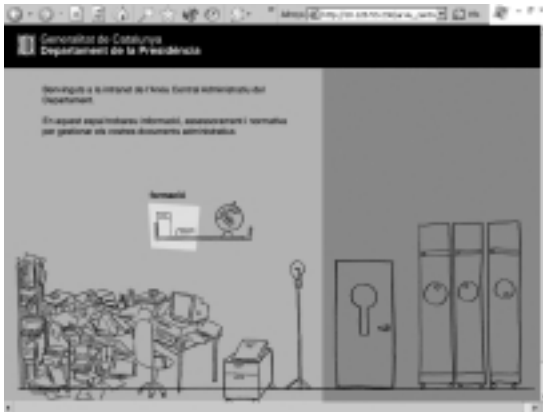 Generalitat de Catalunya
Departament de la Presidència
Benvinguts a la intranet de l'Arxiu Central Administratiu del
Departament.
En aquest espai trobareu informació, assessorament i normativa
per gestionar els vostres documents administratius.
formació